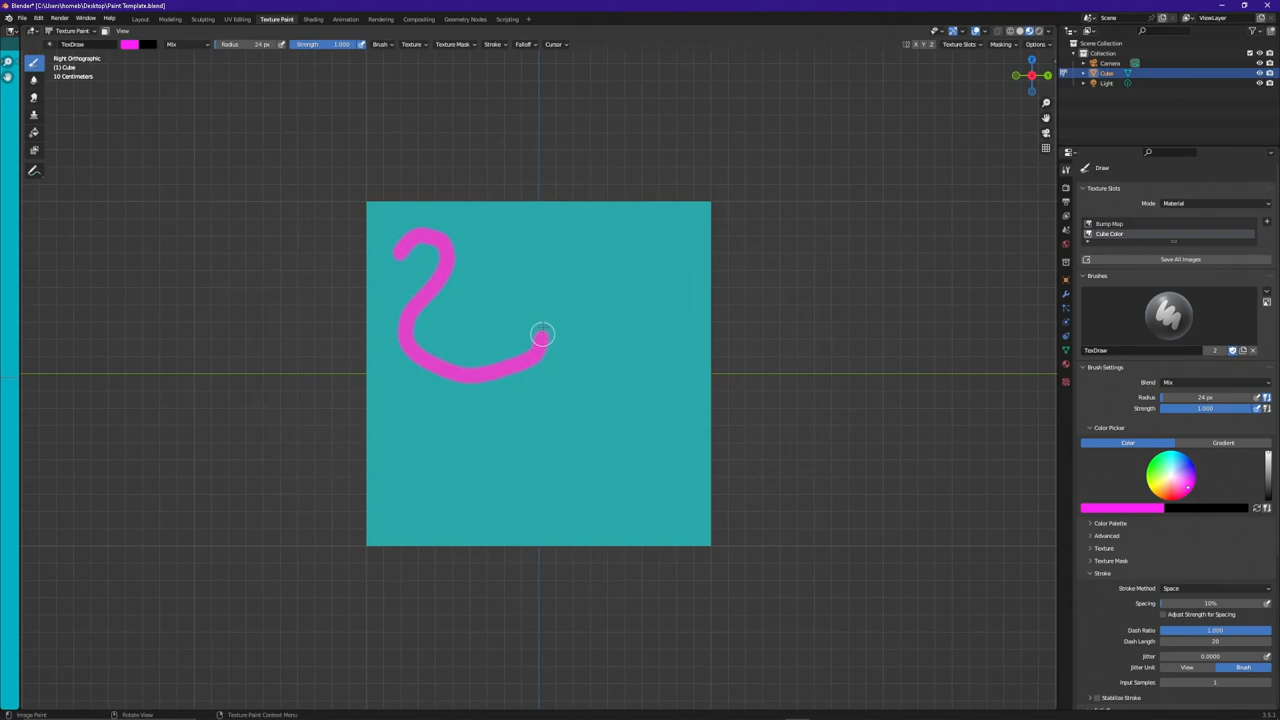 Blender* [C:\Users\homeb\Desktop\Paint Template.blend]
File Edit Render Window Help Layout Modeling Sculpting UV Editing Texture Paint Shading Animation Rendering Compositing Geometry Nodes Scripting Scene ViewLayer
Texture Paint View
TexDraw Mix Radius 24 px Strength 1.000 Brush Texture Texture Mask Stroke Falloff Cursor X Y Z Texture Slots Masking Options
Right Orthographic
(1) Cube
10 Centimeters
Z
Y
Scene Collection
Collection
Camera
Cube
Light
Draw
Texture Slots
Mode Material
Bump Map
Cube Color
Save All Images
Brushes
TexDraw 2
Brush Settings
Blend Mix
Radius 24 px
Strength 1.000
Color Picker
Color Gradient
Color Palette
Advanced
Texture
Texture Mask
Stroke
Stroke Method Space
Spacing 10%
Adjust Strength for Spacing
Dash Ratio 1.000
Dash Length 20
Jitter 0.0000
Jitter Unit View Brush
Input Samples 1
Stabilize Stroke
Image Paint Rotate View Texture Paint Context Menu 3.5.1